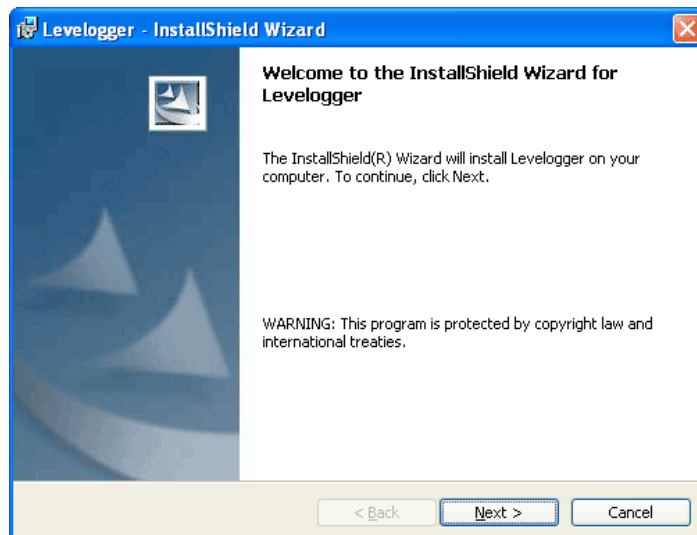 Levelogger - InstallShield Wizard
Welcome to the InstallShield Wizard for
Levelogger
The InstallShield(R) Wizard will install Levelogger on your
computer. To continue, click Next.
WARNING: This program is protected by copyright law and
international treaties.
< Back Next > Cancel